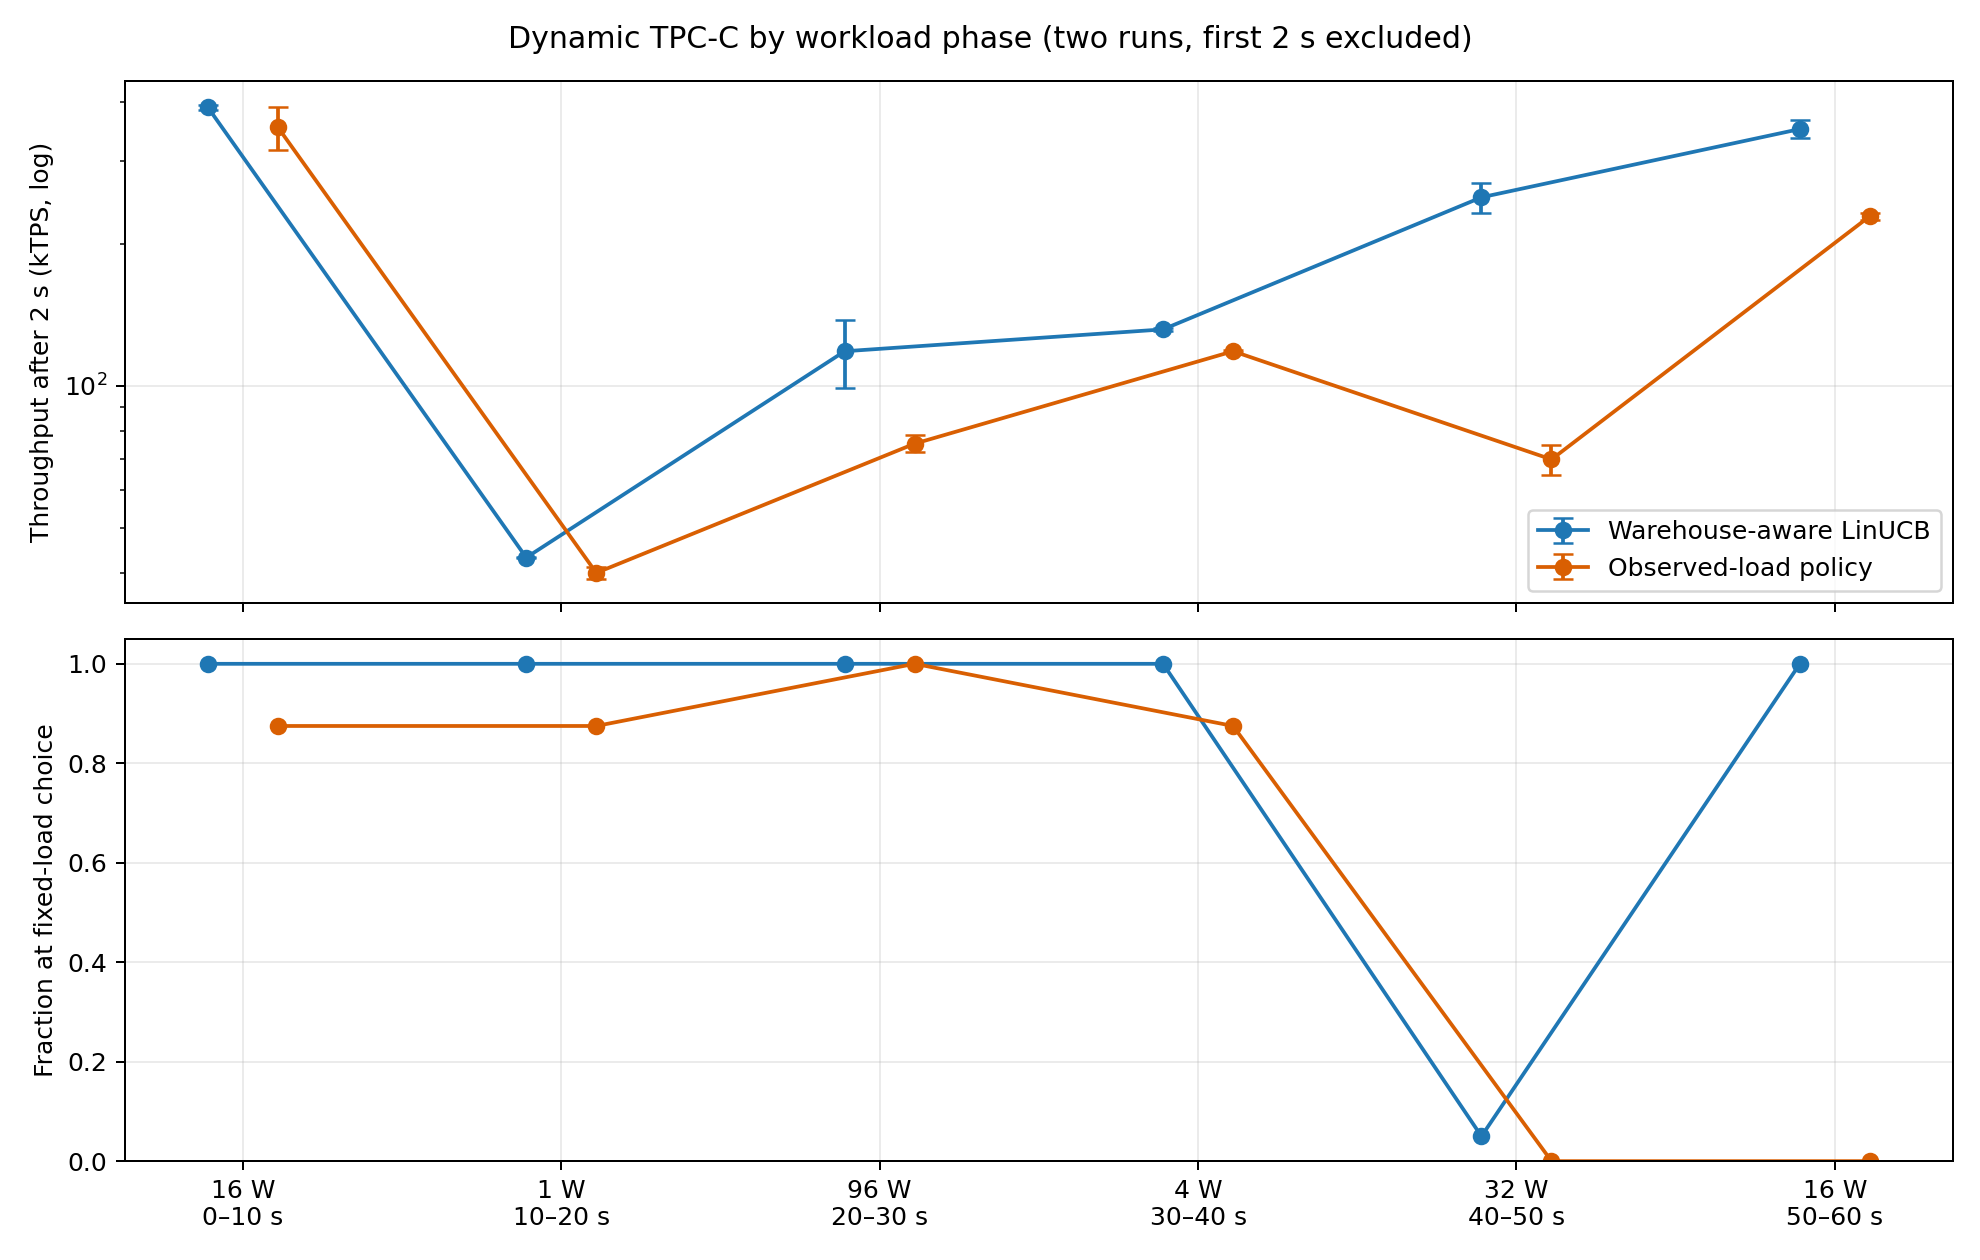 Dynamic TPC-C by workload phase (two runs, first 2 s excluded)
Throughput after 2 s (kTPS, log)
10²
Warehouse-aware LinUCB
Observed-load policy
Fraction at fixed-load choice
1.0
0.8
0.6
0.4
0.2
0.0
16 W
0–10 s
1 W
10–20 s
96 W
20–30 s
4 W
30–40 s
32 W
40–50 s
16 W
50–60 s